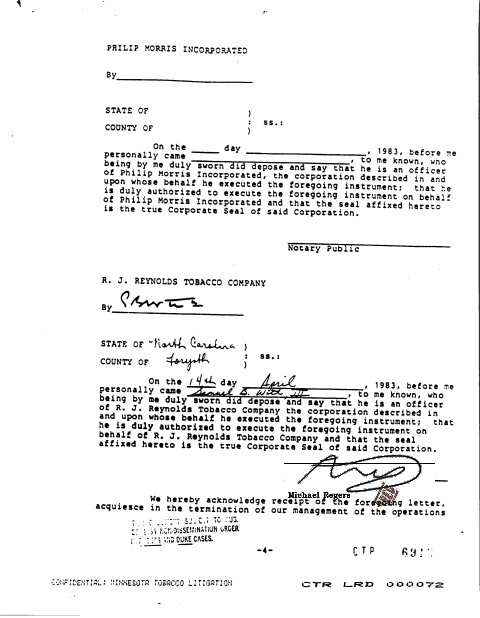 PHILIP MORRIS INCORPORATED
By
STATE OF )
: ss.:
COUNTY OF )
On the _____ day ____________________, 1983, before me
personally came ____________________, to me known, who
being by me duly sworn did depose and say that he is an officer
of Philip Morris Incorporated, the corporation described in and
upon whose behalf he executed the foregoing instrument; that he
is duly authorized to execute the foregoing instrument on behalf
of Philip Morris Incorporated and that the seal affixed hereto
is the true Corporate Seal of said Corporation.
Notary Public
R. J. REYNOLDS TOBACCO COMPANY
By
STATE OF North Carolina )
: ss.:
COUNTY OF Forsyth )
On the 14th day April, 1983, before me
personally came Samuel B. Witt III, to me known, who
being by me duly sworn did depose and say that he is an officer
of R. J. Reynolds Tobacco Company the corporation described in
and upon whose behalf he executed the foregoing instrument; that
he is duly authorized to execute the foregoing instrument on
behalf of R. J. Reynolds Tobacco Company and that the seal
affixed hereto is the true Corporate Seal of said Corporation.
Michael Rogers
We hereby acknowledge receipt of the foregoing letter,
acquiesce in the termination of our management of the operations
NON-DISSEMINATION ORDER
AND DUKE CASES.
-4-
CTR
CONFIDENTIAL: MINNESOTA TOBACCO LITIGATION
CTR LRD 000072